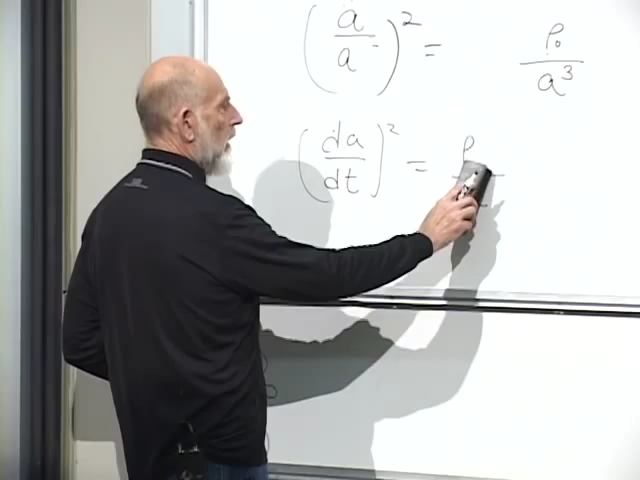 (ȧ/a)² = ρ₀/a³
(da/dt)² = ρ